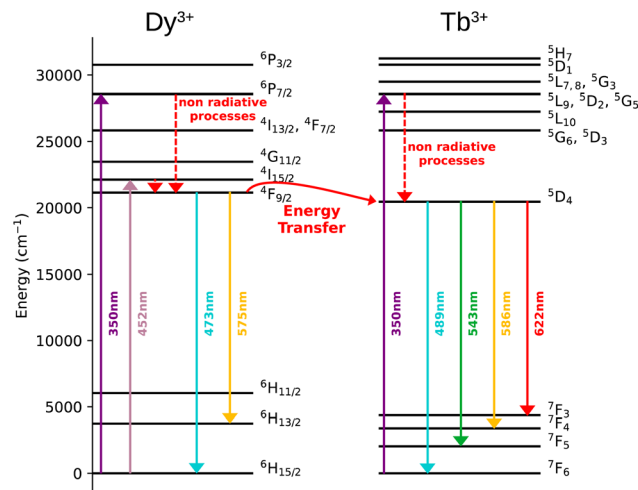 Dy³⁺
Tb³⁺
Energy (cm⁻¹)
30000
25000
20000
15000
10000
5000
0
⁶P₃/₂
⁶P₇/₂
non radiative
processes
⁴I₁₃/₂, ⁴F₇/₂
⁴G₁₁/₂
⁴I₁₅/₂
⁴F₉/₂
350nm
452nm
473nm
575nm
⁶H₁₁/₂
⁶H₁₃/₂
⁶H₁₅/₂
Energy
Transfer
⁵H₇
⁵D₁
⁵L₇,₈, ⁵G₃
⁵L₉, ⁵D₂, ⁵G₅
⁵L₁₀
⁵G₆, ⁵D₃
non radiative
processes
⁵D₄
350nm
489nm
543nm
586nm
622nm
⁷F₃
⁷F₄
⁷F₅
⁷F₆